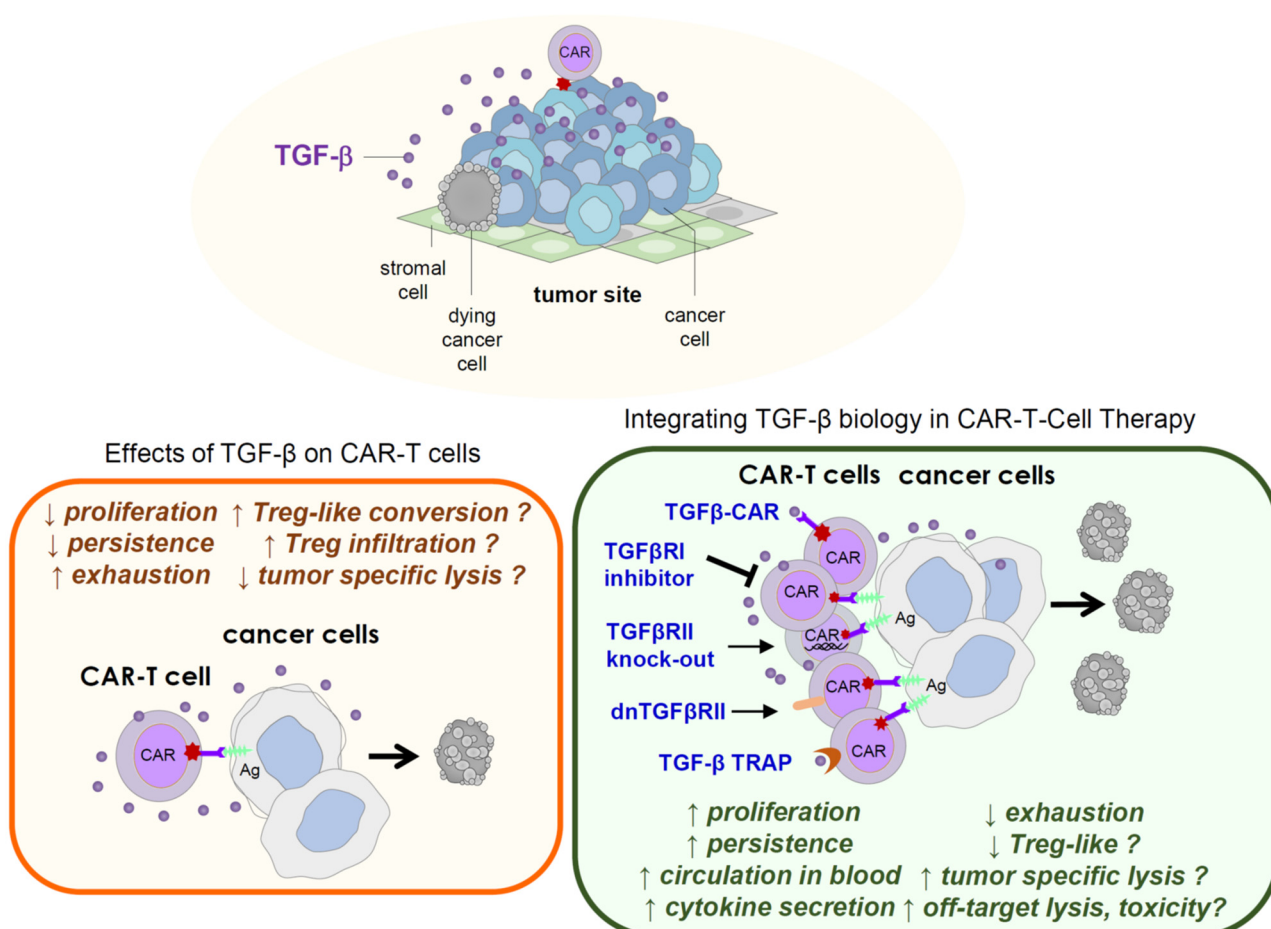 CAR
TGF-β
stromal
cell
dying
cancer
cell
tumor site
cancer
cell
Effects of TGF-β on CAR-T cells
↓ proliferation ↑ Treg-like conversion ?
↓ persistence ↑ Treg infiltration ?
↑ exhaustion ↓ tumor specific lysis ?
cancer cells
CAR-T cell
CAR
Ag
Integrating TGF-β biology in CAR-T-Cell Therapy
CAR-T cells cancer cells
TGFβ-CAR
CAR
TGFβRI
inhibitor
CAR
TGFβRII
knock-out
CAR
Ag
dnTGFβRII
CAR
Ag
TGF-β TRAP
CAR
↑ proliferation ↓ exhaustion
↑ persistence ↓ Treg-like ?
↑ circulation in blood ↑ tumor specific lysis ?
↑ cytokine secretion ↑ off-target lysis, toxicity?